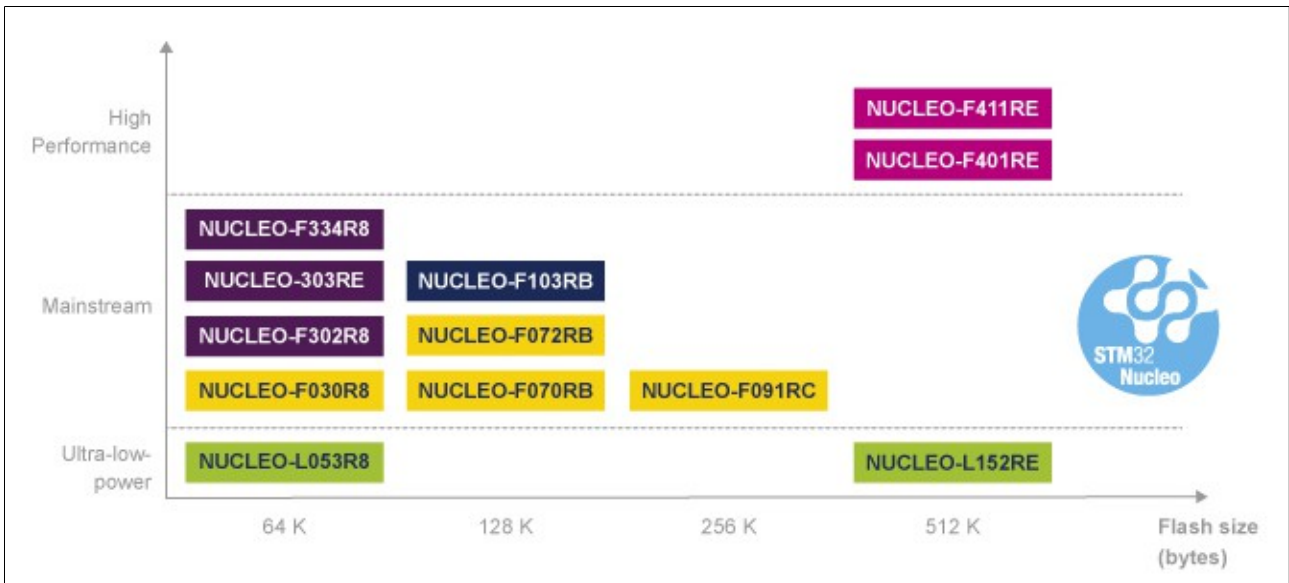 High
Performance
NUCLEO-F411RE
NUCLEO-F401RE
Mainstream
NUCLEO-F334R8
NUCLEO-303RE
NUCLEO-F103RB
NUCLEO-F302R8
NUCLEO-F072RB
NUCLEO-F030R8
NUCLEO-F070RB
NUCLEO-F091RC
STM32
Nucleo
Ultra-low-
power
NUCLEO-L053R8
NUCLEO-L152RE
64 K
128 K
256 K
512 K
Flash size
(bytes)